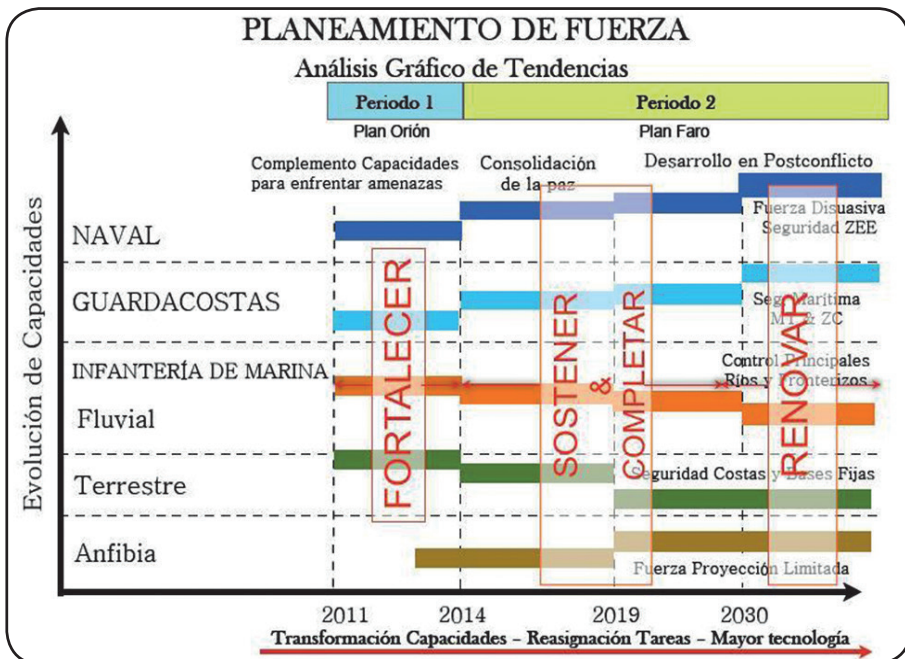 PLANEAMIENTO DE FUERZA
Análisis Gráfico de Tendencias
Periodo 1
Periodo 2
Plan Orión
Plan Faro
Complemento Capacidades
para enfrentar amenazas
Consolidación
de la paz
Desarrollo en Postconflicto
Evolución de Capacidades
NAVAL
Fuerza Disuasiva
Seguridad ZEE
GUARDACOSTAS
Seg. Marítima
MT & ZC
INFANTERÍA DE MARINA
Control Principales
Ríos y Fronterizos
Fluvial
Terrestre
Seguridad Costas y Bases Fijas
Anfibia
Fuerza Proyección Limitada
FORTALECER
SOSTENER
&
COMPLETAR
RENOVAR
2011
2014
2019
2030
Transformación Capacidades – Reasignación Tareas – Mayor tecnología